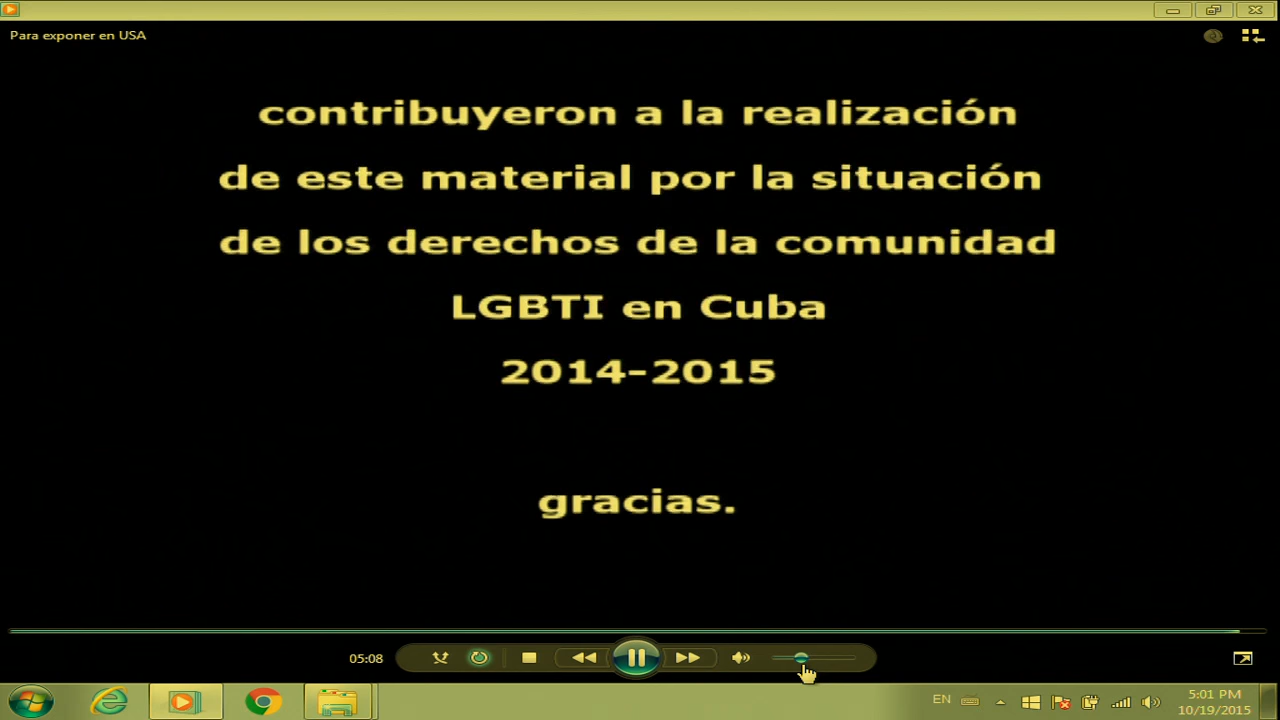 Para exponer en USA
contribuyeron a la realización
de este material por la situación
de los derechos de la comunidad
LGBTI en Cuba
2014-2015
gracias.
05:08
EN
5:01 PM
10/19/2015